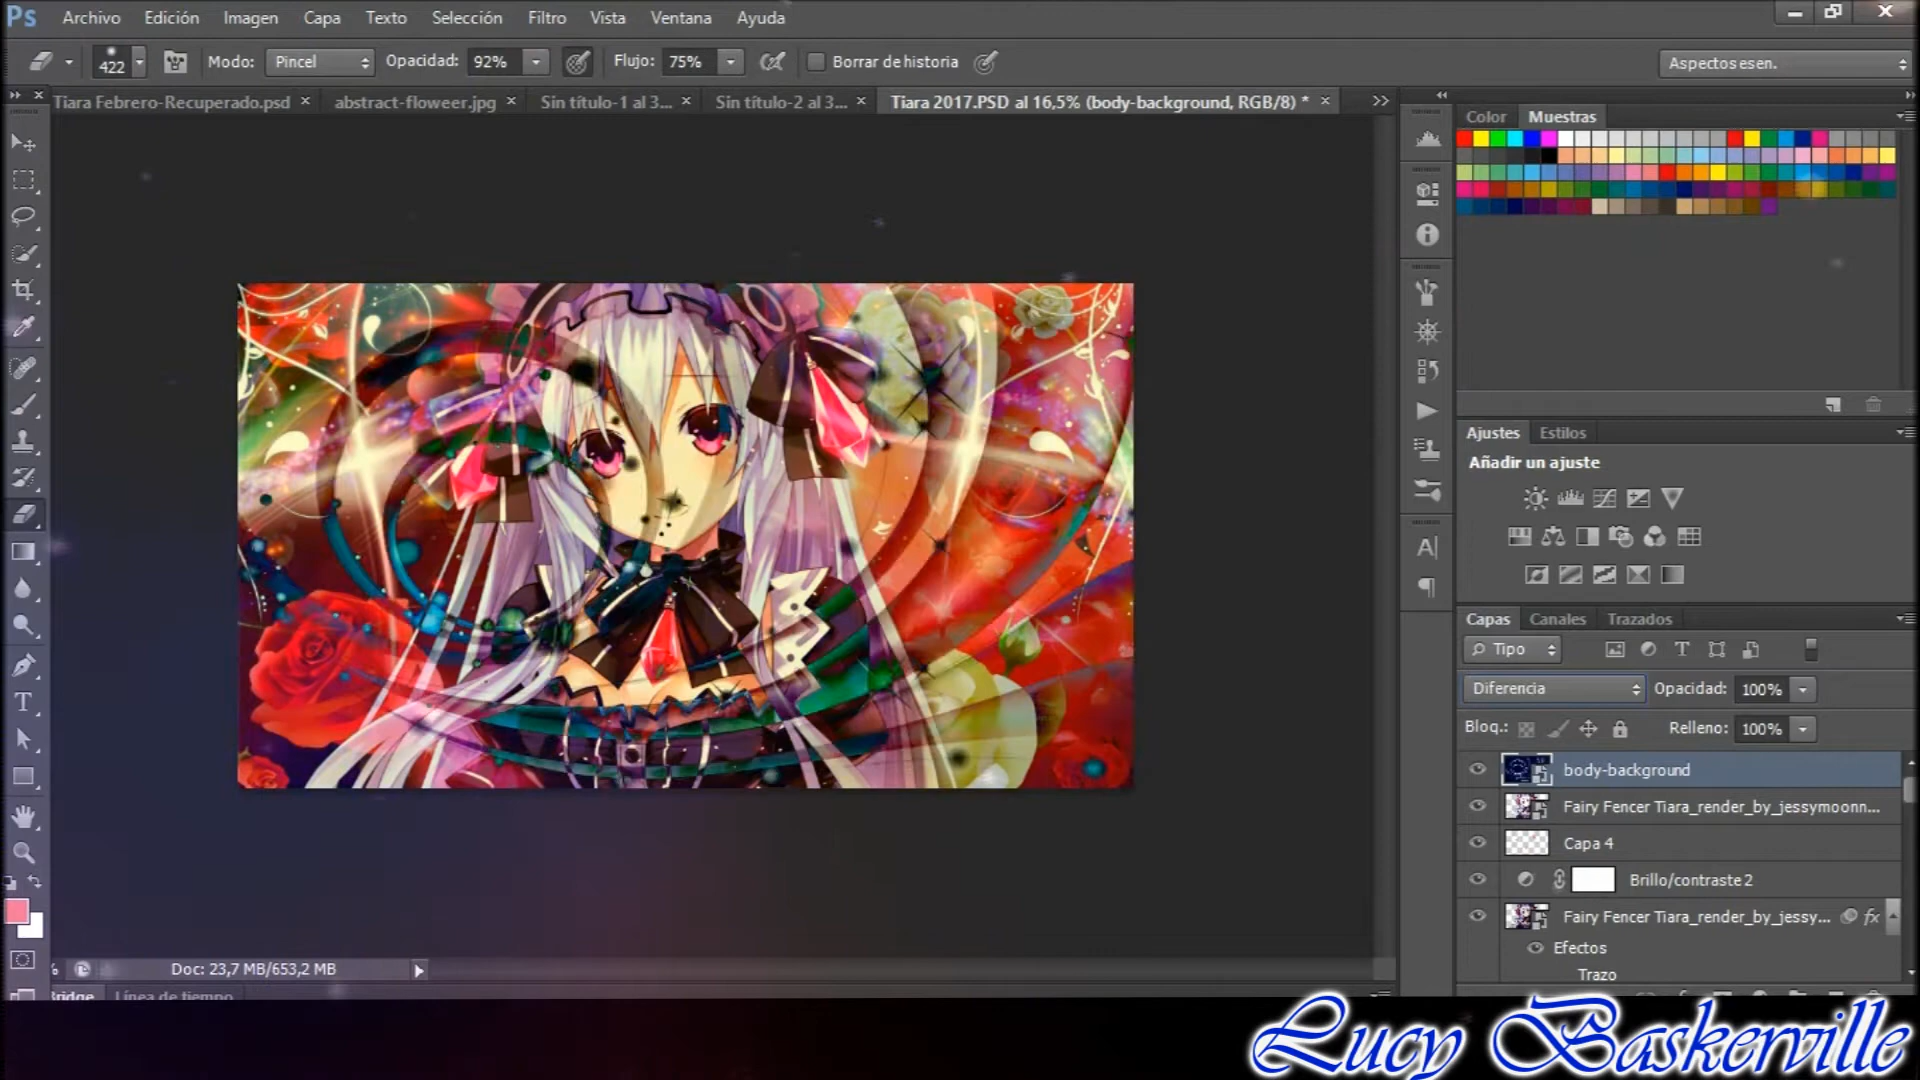 Ps Archivo Edición Imagen Capa Texto Selección Filtro Vista Ventana Ayuda
422 Modo: Pincel Opacidad: 92% Flujo: 75% Borrar de historia Aspectos esen.
Tiara Febrero-Recuperado.psd × abstract-floweer.jpg × Sin título-1 al 3... × Sin título-2 al 3... × Tiara 2017.PSD al 16,5% (body-background, RGB/8) * ×
Color Muestras
Ajustes Estilos
Añadir un ajuste
Capas Canales Trazados
Tipo
Diferencia Opacidad: 100%
Bloq.: Relleno: 100%
body-background
Fairy Fencer Tiara_render_by_jessymoonn...
Capa 4
Brillo/contraste 2
Fairy Fencer Tiara_render_by_jessy... fx
Efectos
Trazo
% Doc: 23,7 MB/653,2 MB
Bridge Línea de tiempo
Lucy Baskerville